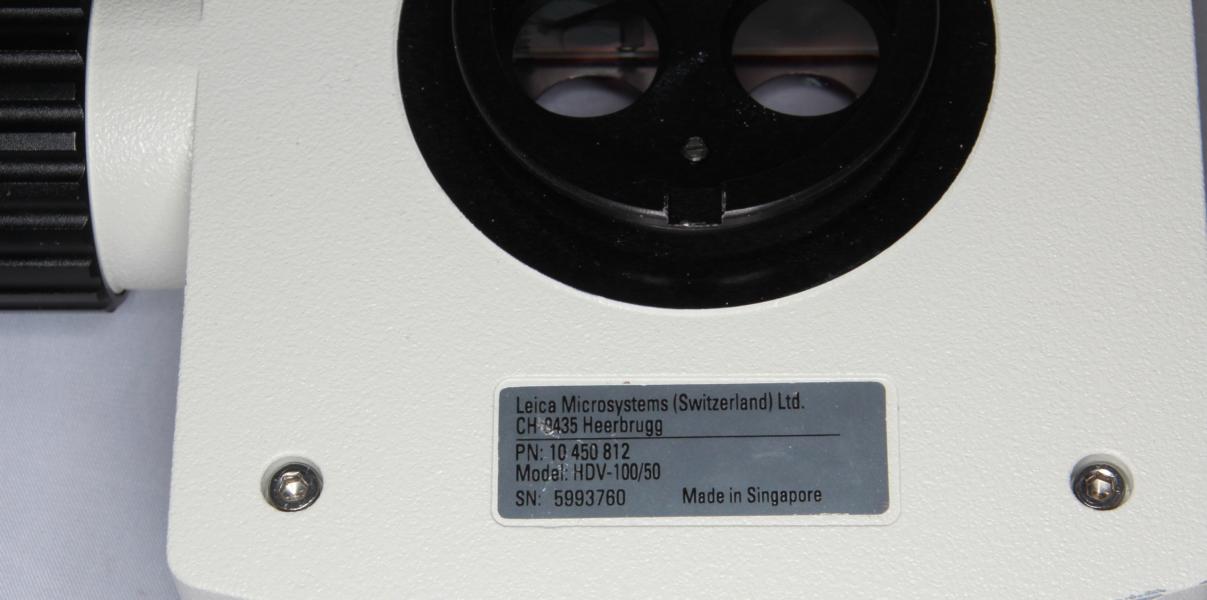 Leica Microsystems (Switzerland) Ltd.
CH-9435 Heerbrugg
PN: 10 450 812
Model: HDV-100/50
SN: 5993760 Made in Singapore